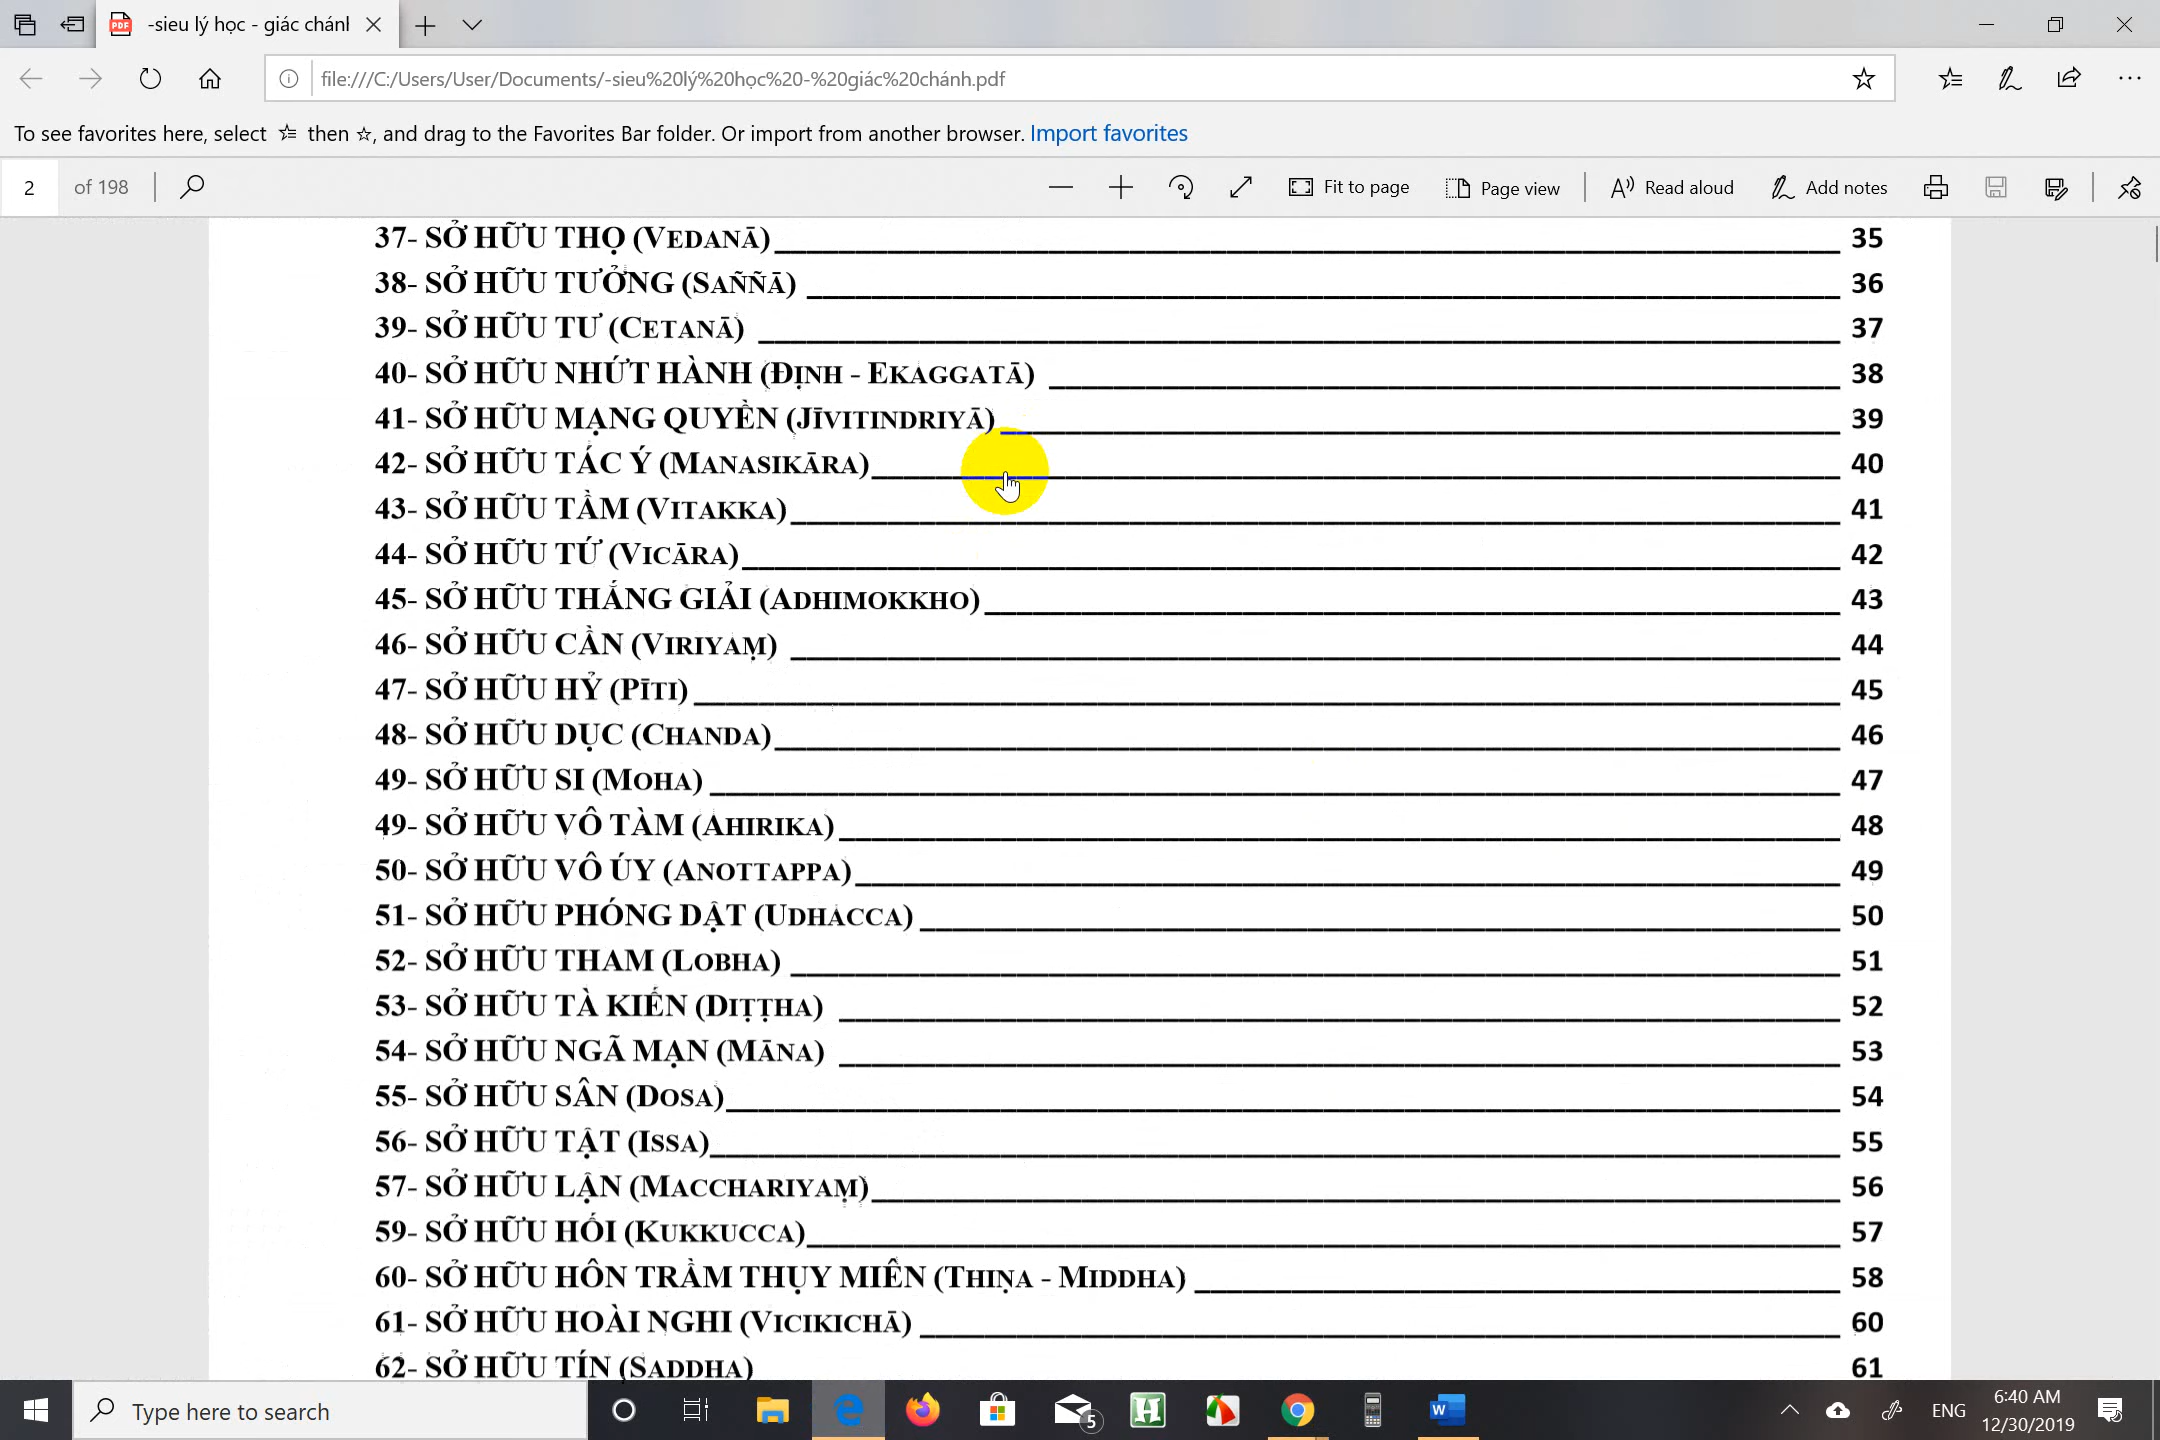 -sieu lý học - giác chánh
file:///C:/Users/User/Documents/-sieu%20lý%20học%20-%20giác%20chánh.pdf
To see favorites here, select then , and drag to the Favorites Bar folder. Or import from another browser. Import favorites
2 of 198 Fit to page Page view Read aloud Add notes
37- SỞ HỮU THỌ (VEDANĀ) 35
38- SỞ HỮU TƯỞNG (SAÑÑĀ) 36
39- SỞ HỮU TƯ (CETANĀ) 37
40- SỞ HỮU NHỨT HÀNH (ĐỊNH - EKAGGATĀ) 38
41- SỞ HỮU MẠNG QUYỀN (JĪVITINDRIYĀ) 39
42- SỞ HỮU TÁC Ý (MANASIKĀRA) 40
43- SỞ HỮU TẦM (VITAKKA) 41
44- SỞ HỮU TỨ (VICĀRA) 42
45- SỞ HỮU THẮNG GIẢI (ADHIMOKKHO) 43
46- SỞ HỮU CẦN (VIRIYAṂ) 44
47- SỞ HỮU HỶ (PĪTI) 45
48- SỞ HỮU DỤC (CHANDA) 46
49- SỞ HỮU SI (MOHA) 47
49- SỞ HỮU VÔ TÀM (AHIRIKA) 48
50- SỞ HỮU VÔ ÚY (ANOTTAPPA) 49
51- SỞ HỮU PHÓNG DẬT (UDHACCA) 50
52- SỞ HỮU THAM (LOBHA) 51
53- SỞ HỮU TÀ KIẾN (DIṬṬHA) 52
54- SỞ HỮU NGÃ MẠN (MĀNA) 53
55- SỞ HỮU SÂN (DOSA) 54
56- SỞ HỮU TẬT (ISSA) 55
57- SỞ HỮU LẬN (MACCHARIYAṂ) 56
59- SỞ HỮU HỐI (KUKKUCCA) 57
60- SỞ HỮU HÔN TRẦM THỤY MIÊN (THIṆA - MIDDHA) 58
61- SỞ HỮU HOÀI NGHI (VICIKICHĀ) 60
62- SỞ HỮU TÍN (SADDHA) 61
Type here to search 5 ENG 6:40 AM
12/30/2019